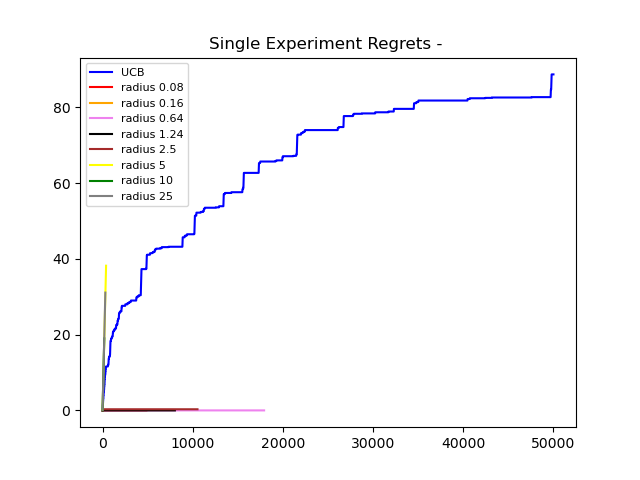 Single Experiment Regrets -
UCB
radius 0.08
radius 0.16
radius 0.64
radius 1.24
radius 2.5
radius 5
radius 10
radius 25
80
60
40
20
0
0 10000 20000 30000 40000 50000